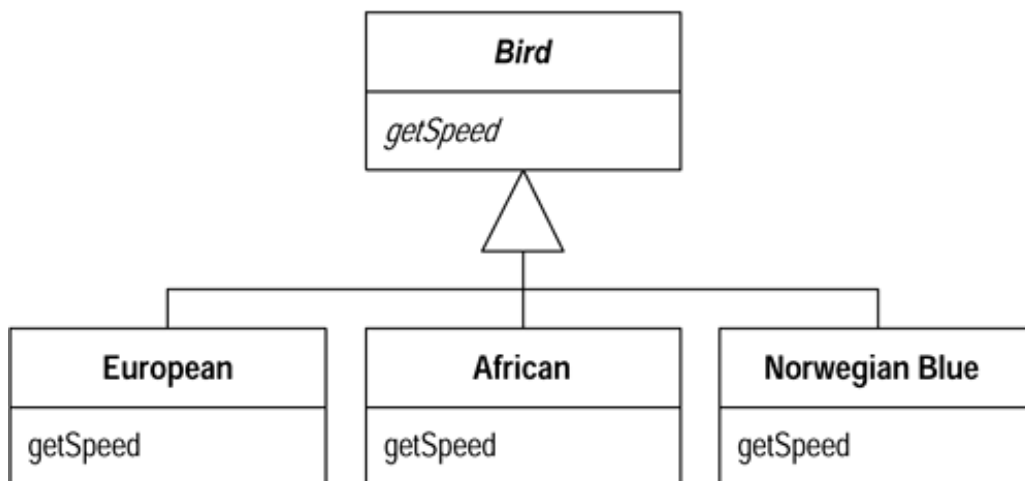 Bird
getSpeed
European
African
Norwegian Blue
getSpeed
getSpeed
getSpeed